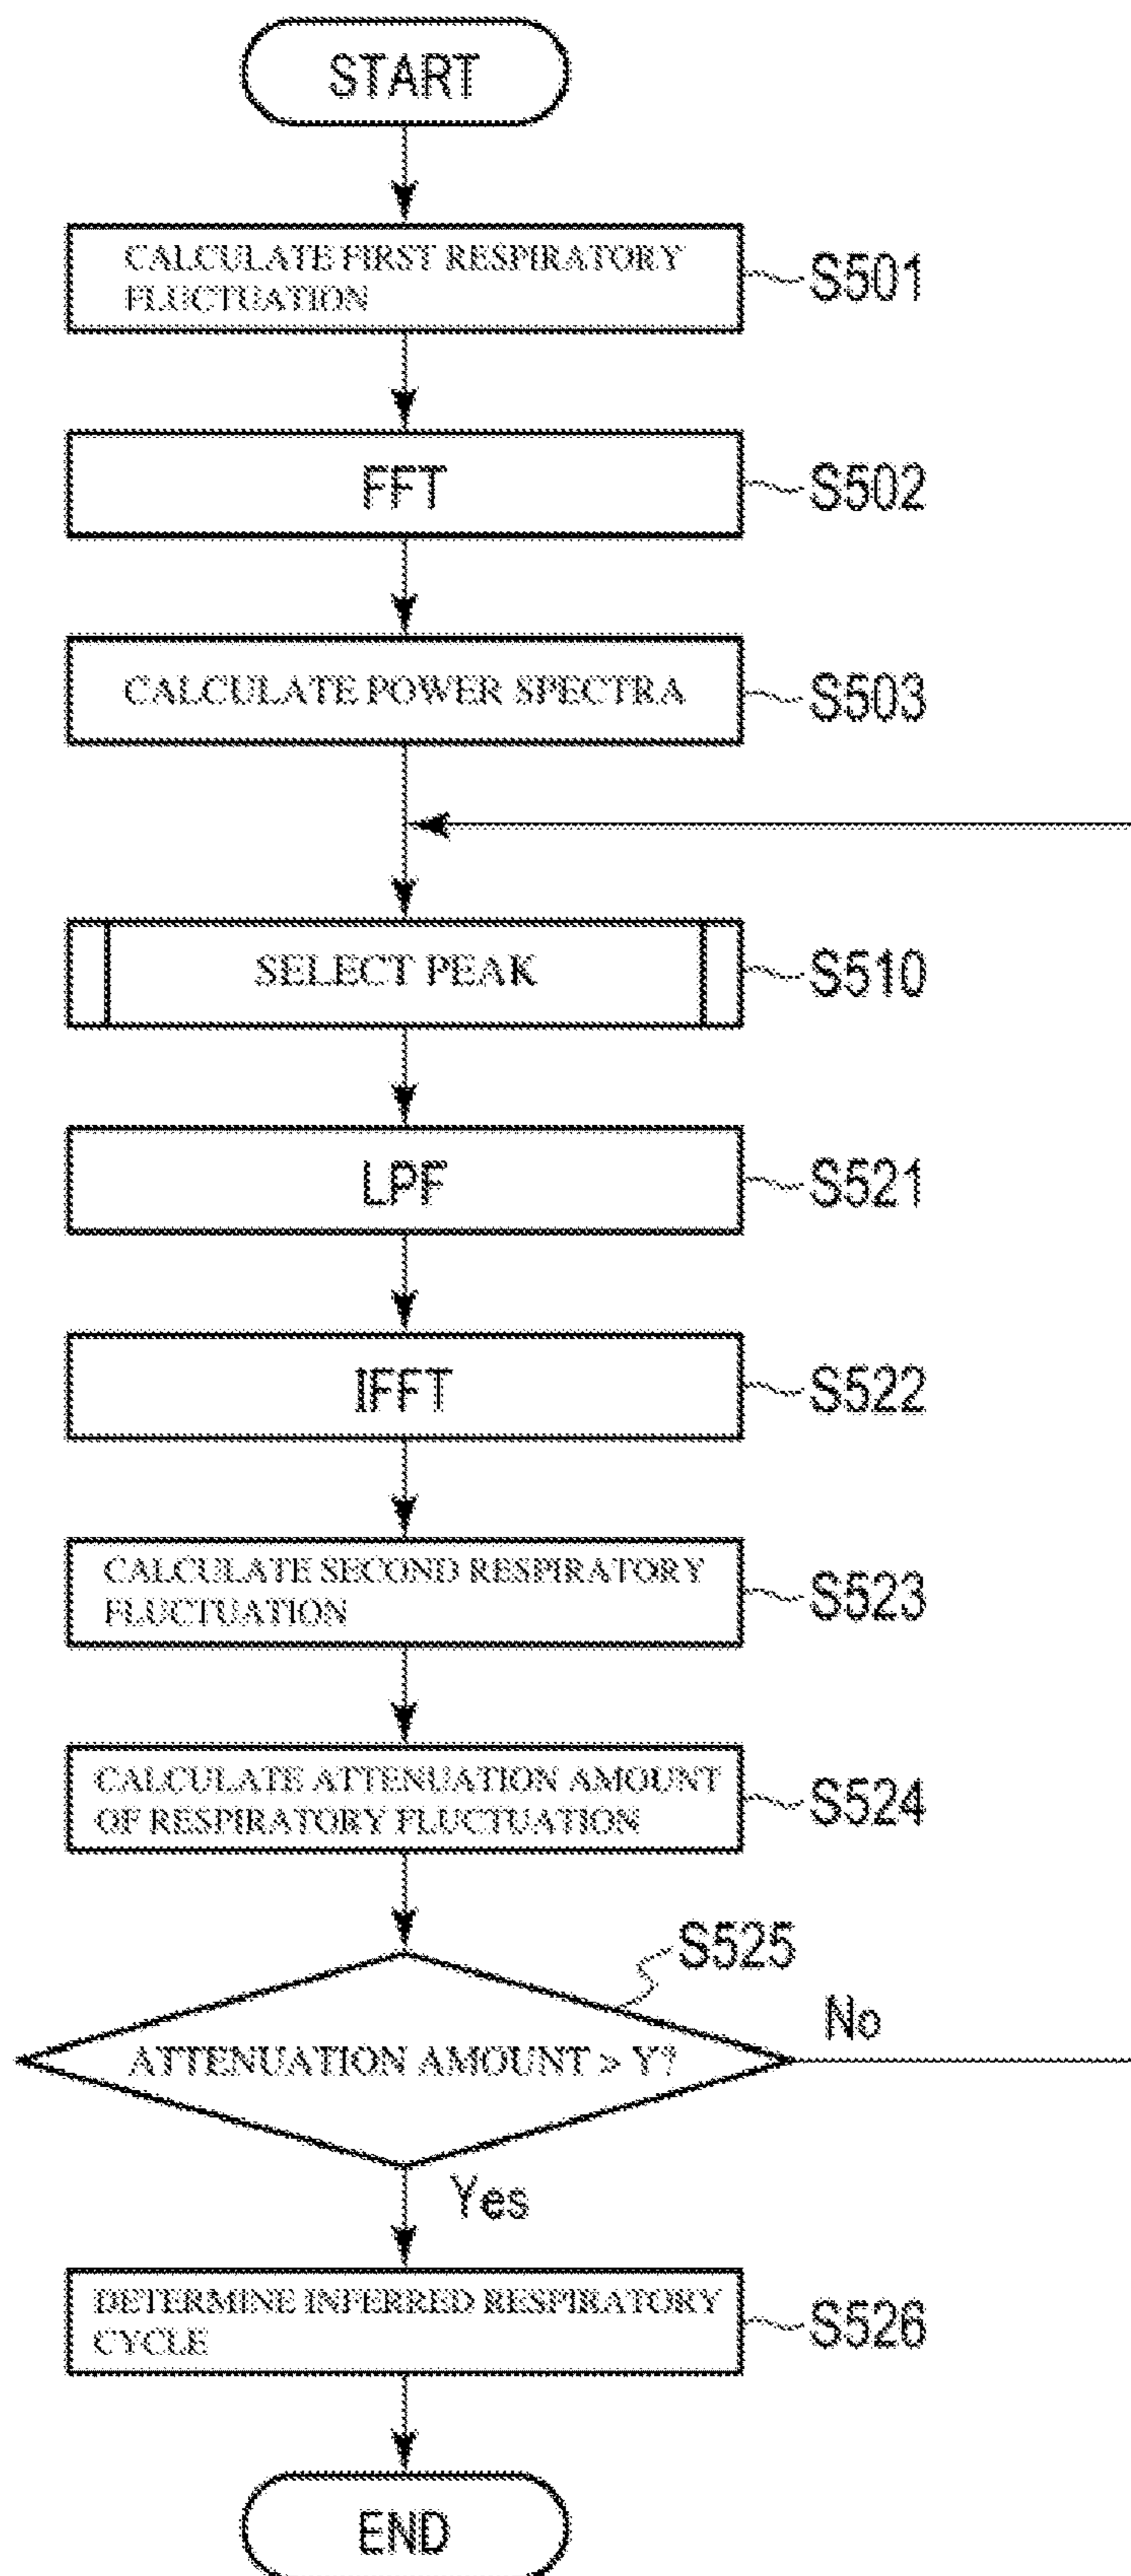 START
CALCULATE FIRST RESPIRATORY
FLUCTUATION
S501
FFT
S502
CALCULATE POWER SPECTRA
S503
SELECT PEAK
S510
LPF
S521
IFFT
S522
CALCULATE SECOND RESPIRATORY
FLUCTUATION
S523
CALCULATE ATTENUATION AMOUNT
OF RESPIRATORY FLUCTUATION
S524
S525
No
ATTENUATION AMOUNT > Y?
Yes
DETERMINE INFERRED RESPIRATORY
CYCLE
S526
END